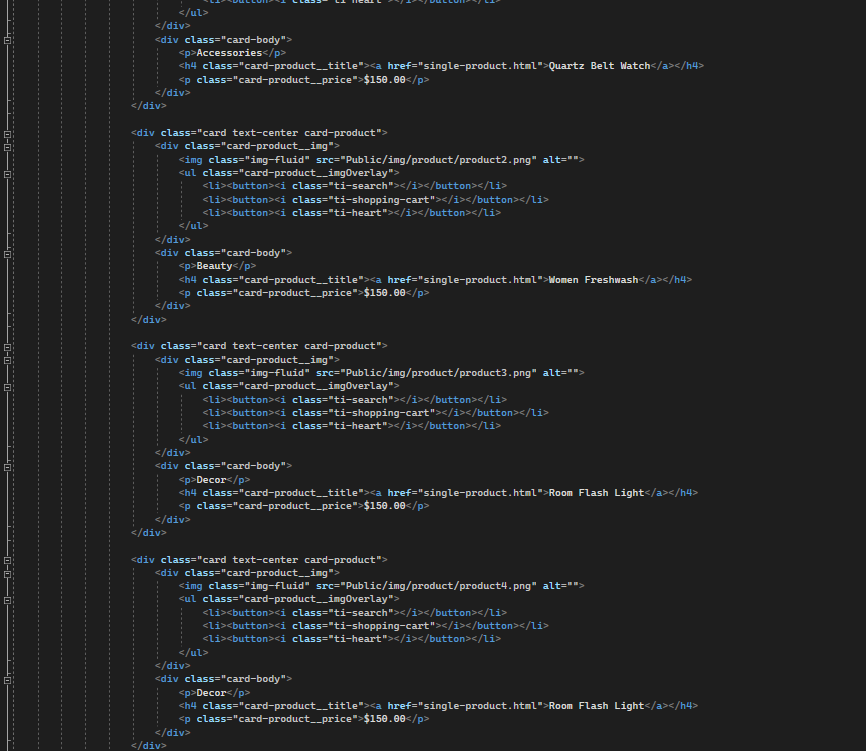 <li><button><i class="ti-heart"></i></button></li>
</ul>
</div>
<div class="card-body">
<p>Accessories</p>
<h4 class="card-product__title"><a href="single-product.html">Quartz Belt Watch</a></h4>
<p class="card-product__price">$150.00</p>
</div>
</div>
<div class="card text-center card-product">
<div class="card-product__img">
<img class="img-fluid" src="Public/img/product/product2.png" alt="">
<ul class="card-product__imgOverlay">
<li><button><i class="ti-search"></i></button></li>
<li><button><i class="ti-shopping-cart"></i></button></li>
<li><button><i class="ti-heart"></i></button></li>
</ul>
</div>
<div class="card-body">
<p>Beauty</p>
<h4 class="card-product__title"><a href="single-product.html">Women Freshwash</a></h4>
<p class="card-product__price">$150.00</p>
</div>
</div>
<div class="card text-center card-product">
<div class="card-product__img">
<img class="img-fluid" src="Public/img/product/product3.png" alt="">
<ul class="card-product__imgOverlay">
<li><button><i class="ti-search"></i></button></li>
<li><button><i class="ti-shopping-cart"></i></button></li>
<li><button><i class="ti-heart"></i></button></li>
</ul>
</div>
<div class="card-body">
<p>Decor</p>
<h4 class="card-product__title"><a href="single-product.html">Room Flash Light</a></h4>
<p class="card-product__price">$150.00</p>
</div>
</div>
<div class="card text-center card-product">
<div class="card-product__img">
<img class="img-fluid" src="Public/img/product/product4.png" alt="">
<ul class="card-product__imgOverlay">
<li><button><i class="ti-search"></i></button></li>
<li><button><i class="ti-shopping-cart"></i></button></li>
<li><button><i class="ti-heart"></i></button></li>
</ul>
</div>
<div class="card-body">
<p>Decor</p>
<h4 class="card-product__title"><a href="single-product.html">Room Flash Light</a></h4>
<p class="card-product__price">$150.00</p>
</div>
</div>